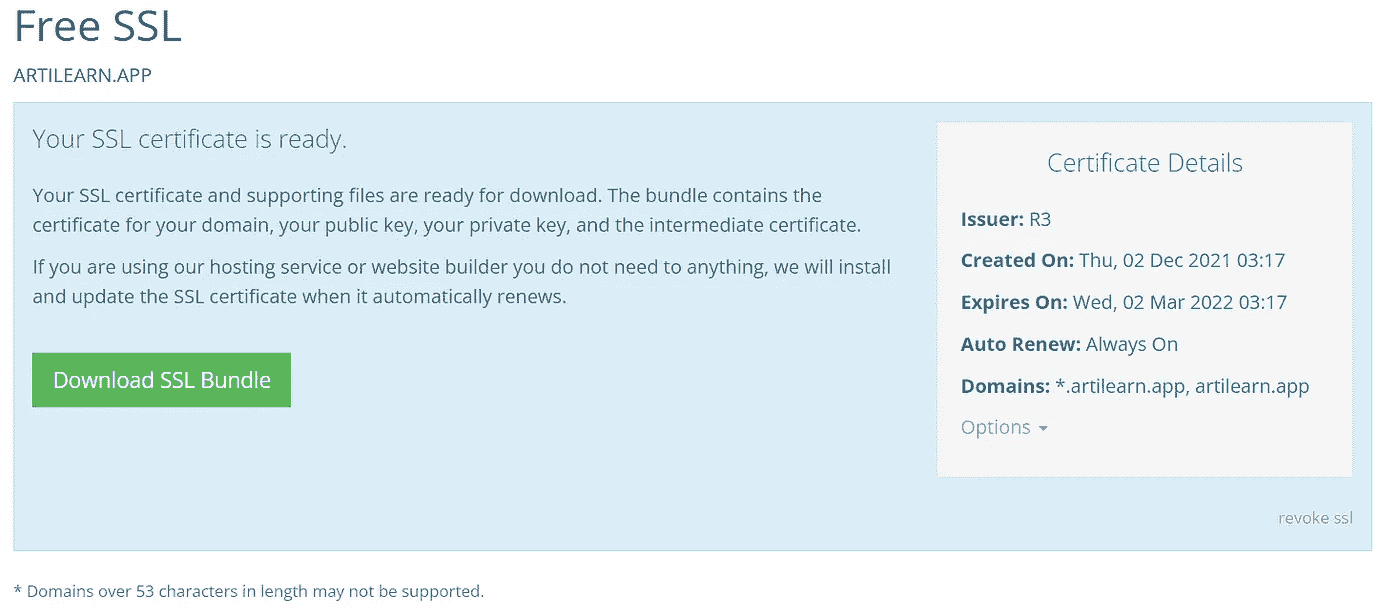 Free SSL
ARTILEARN.APP
Your SSL certificate is ready.
Your SSL certificate and supporting files are ready for download. The bundle contains the
certificate for your domain, your public key, your private key, and the intermediate certificate.
If you are using our hosting service or website builder you do not need to anything, we will install
and update the SSL certificate when it automatically renews.
Download SSL Bundle
Certificate Details
Issuer: R3
Created On: Thu, 02 Dec 2021 03:17
Expires On: Wed, 02 Mar 2022 03:17
Auto Renew: Always On
Domains: *.artilearn.app, artilearn.app
Options
revoke ssl
* Domains over 53 characters in length may not be supported.